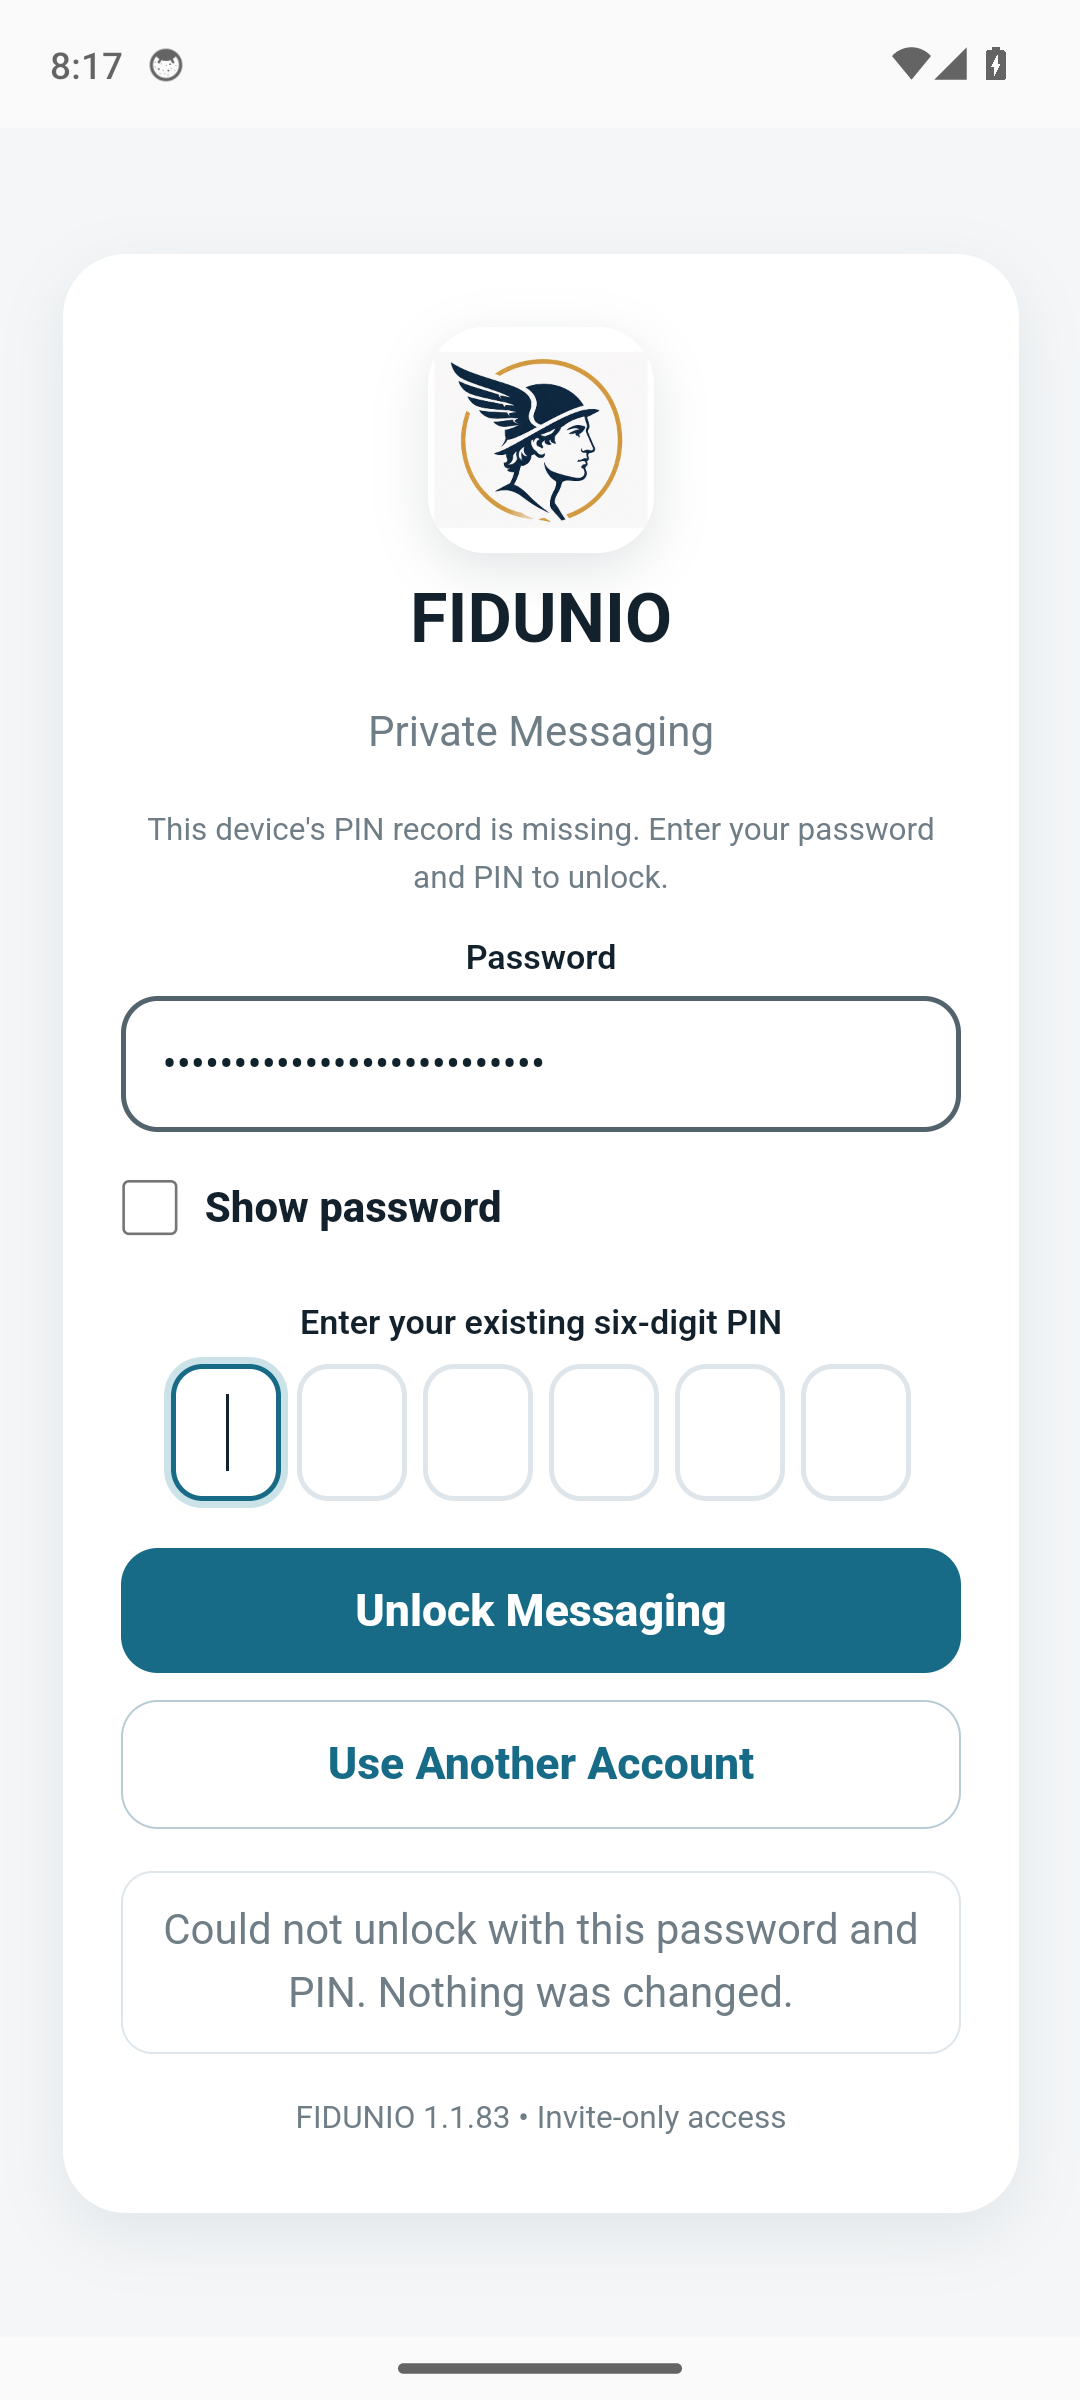 8:17
FIDUNIO
Private Messaging
This device's PIN record is missing. Enter your password
and PIN to unlock.
Password
•••••••••••••••••••••••••••
Show password
Enter your existing six-digit PIN
Unlock Messaging
Use Another Account
Could not unlock with this password and
PIN. Nothing was changed.
FIDUNIO 1.1.83 • Invite-only access